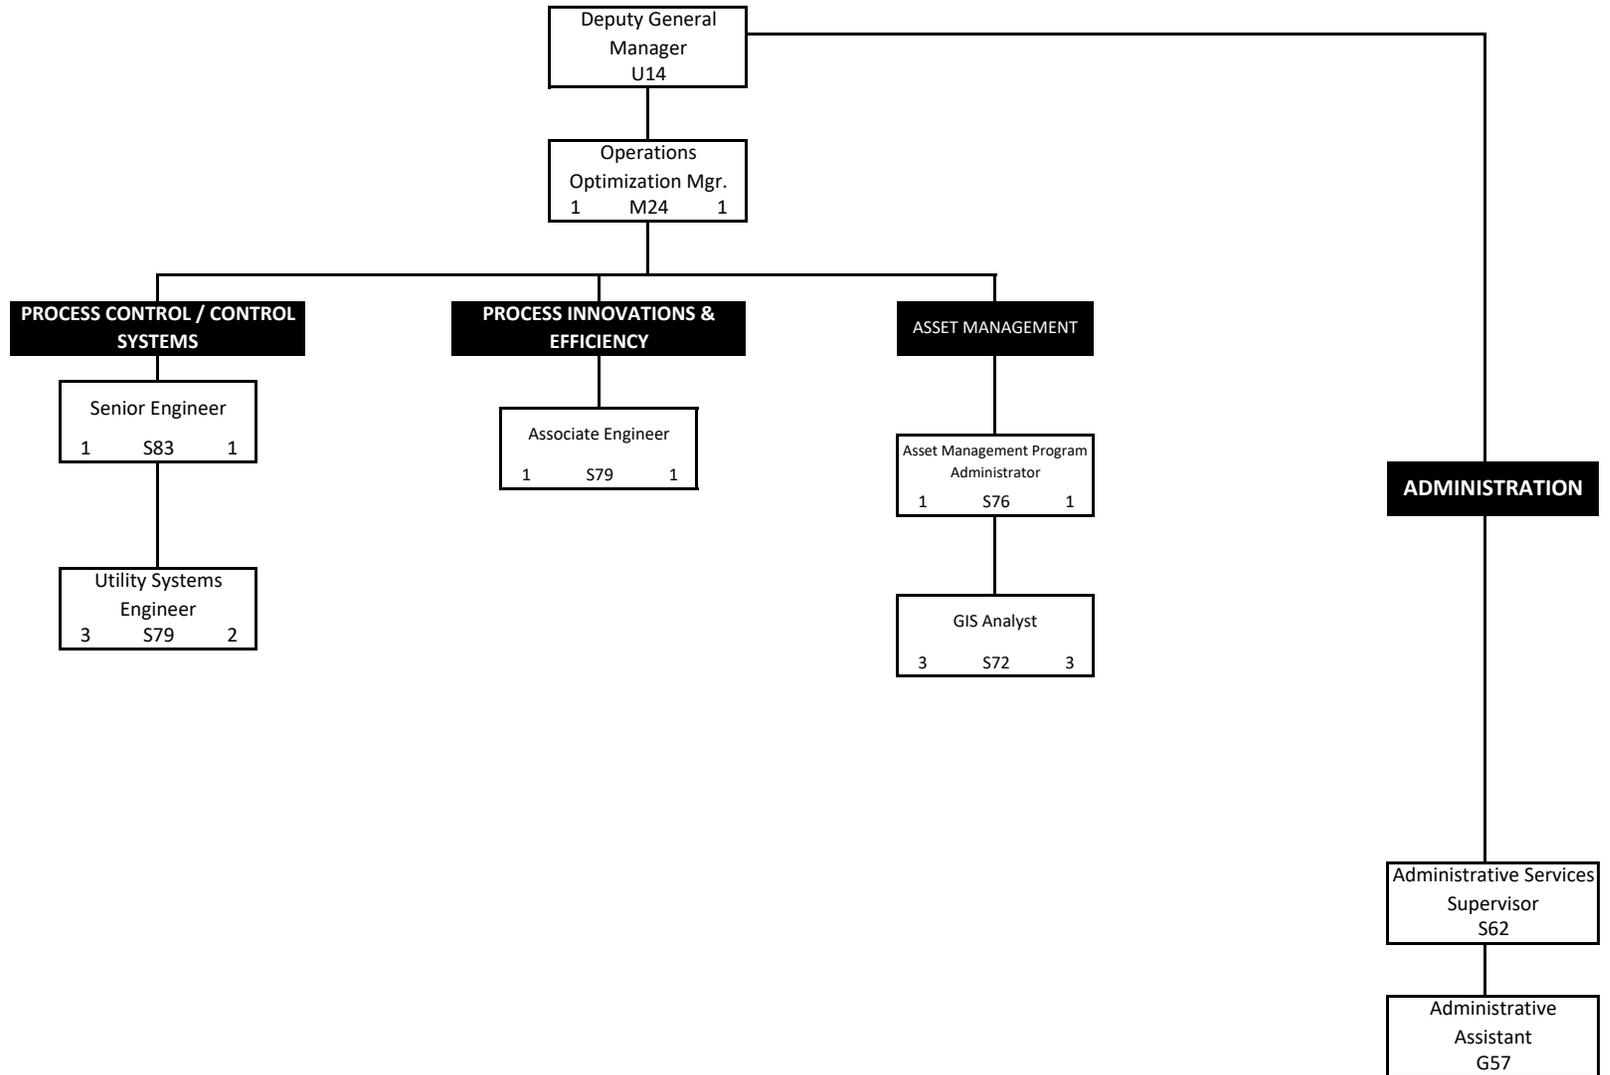 Deputy General
Manager
U14
Operations
Optimization Mgr.
1 M24 1
PROCESS CONTROL / CONTROL
SYSTEMS
Senior Engineer
1 S83 1
Utility Systems
Engineer
3 S79 2
PROCESS INNOVATIONS &
EFFICIENCY
Associate Engineer
1 S79 1
ASSET MANAGEMENT
Asset Management Program
Administrator
1 S76 1
GIS Analyst
3 S72 3
ADMINISTRATION
Administrative Services
Supervisor
S62
Administrative
Assistant
G57